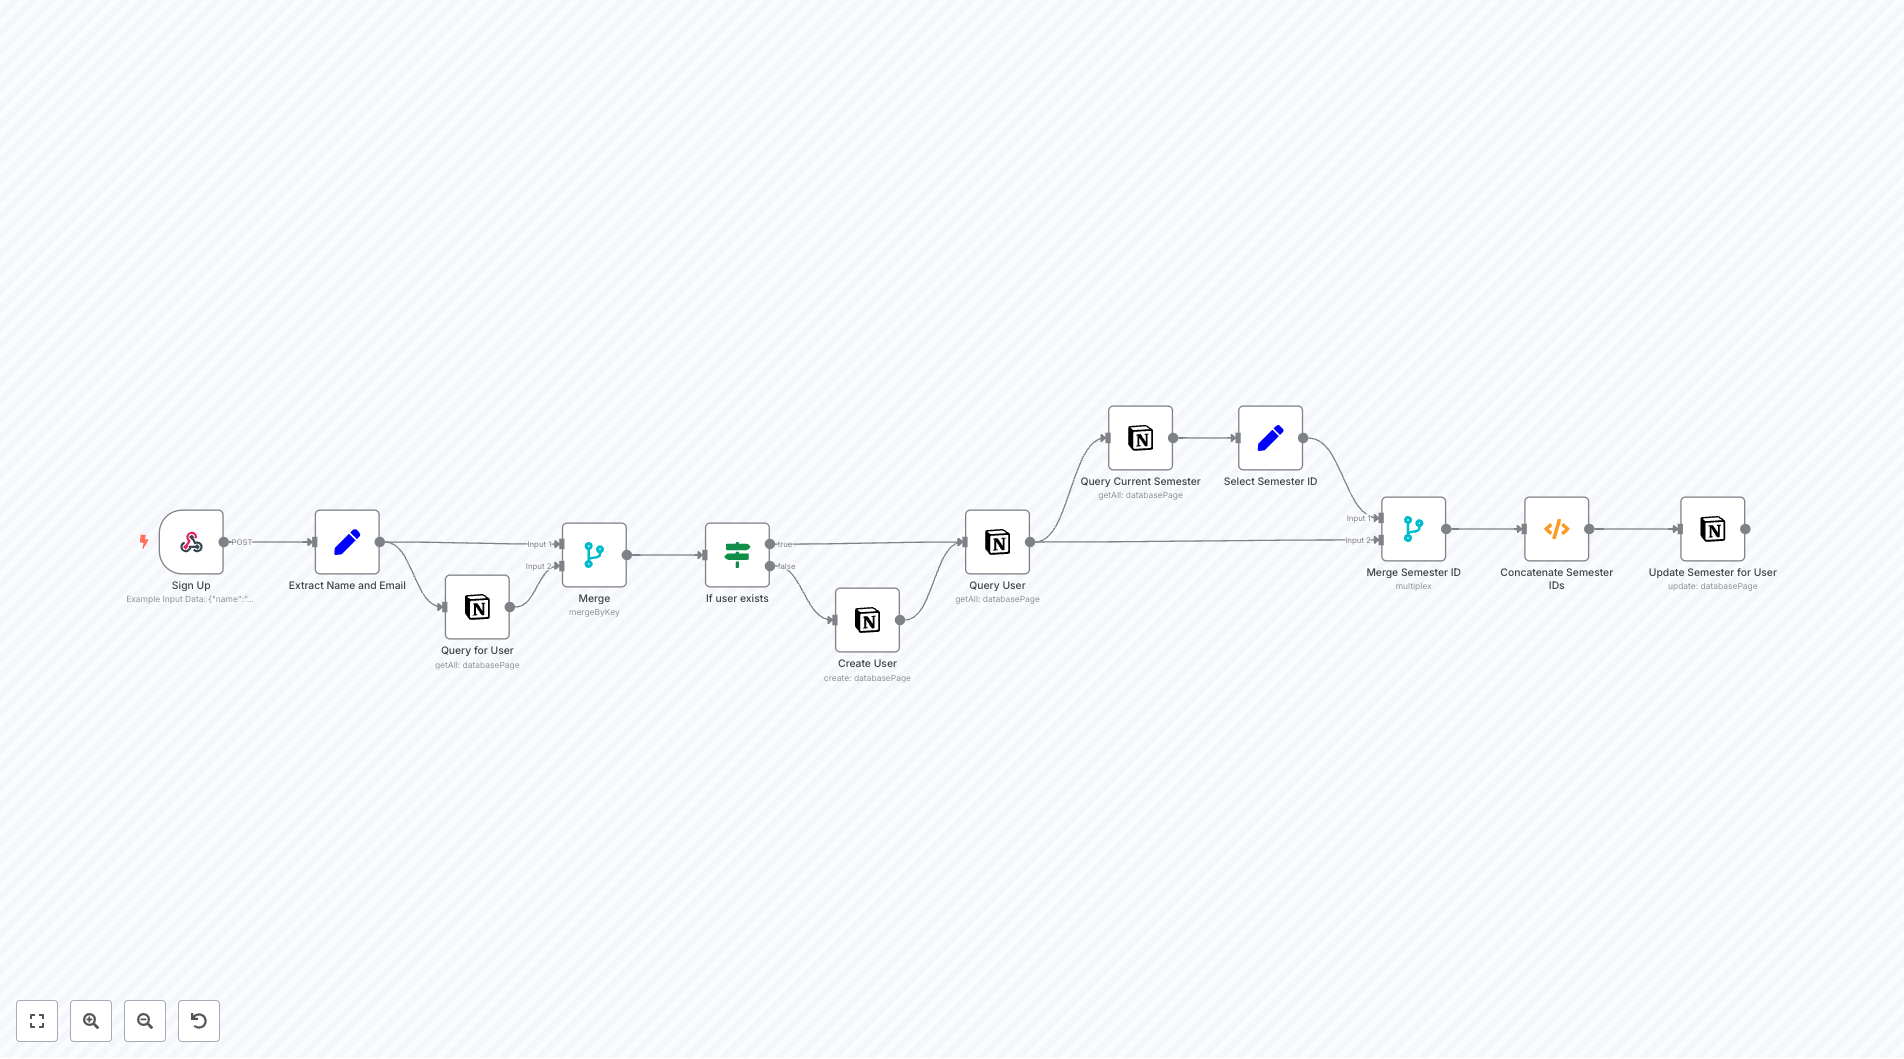 POST
Sign Up
Example Input Data: {"name":"...
Extract Name and Email
Query for User
getAll: databasePage
Input 1
Input 2
Merge
mergeByKey
If user exists
true
false
Create User
create: databasePage
Query User
getAll: databasePage
Query Current Semester
getAll: databasePage
Select Semester ID
Input 1
Input 2
Merge Semester ID
multiplex
Concatenate Semester
IDs
Update Semester for User
update: databasePage